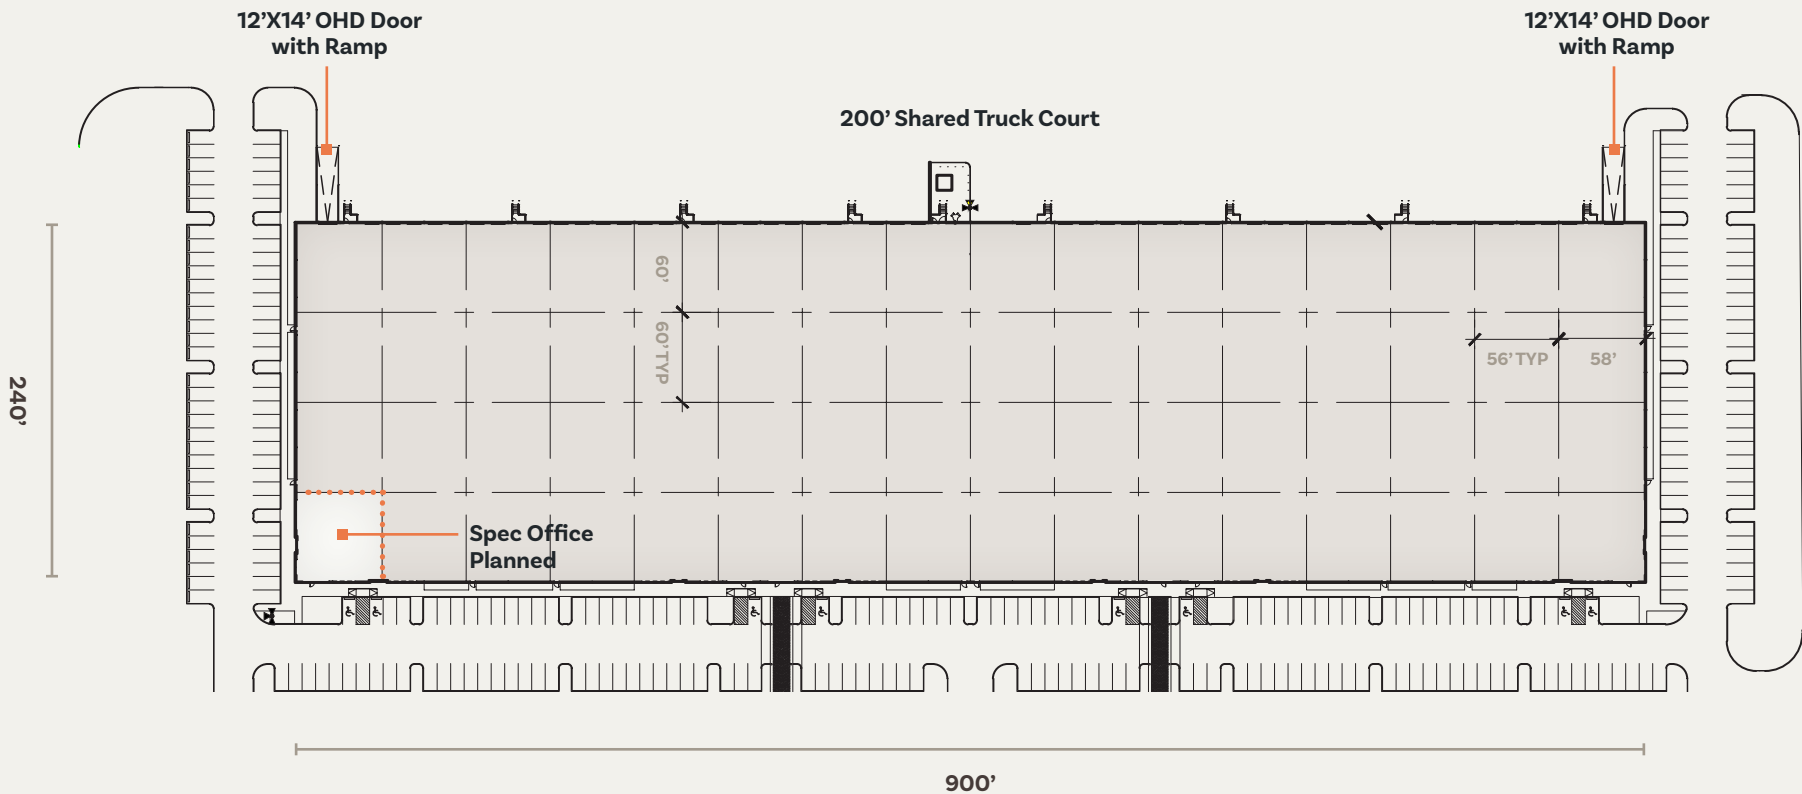 12’X14’ OHD Door
with Ramp
12’X14’ OHD Door
with Ramp
200’ Shared Truck Court
60’
60’ TYP
56’ TYP
58’
240’
Spec Office
Planned
900’